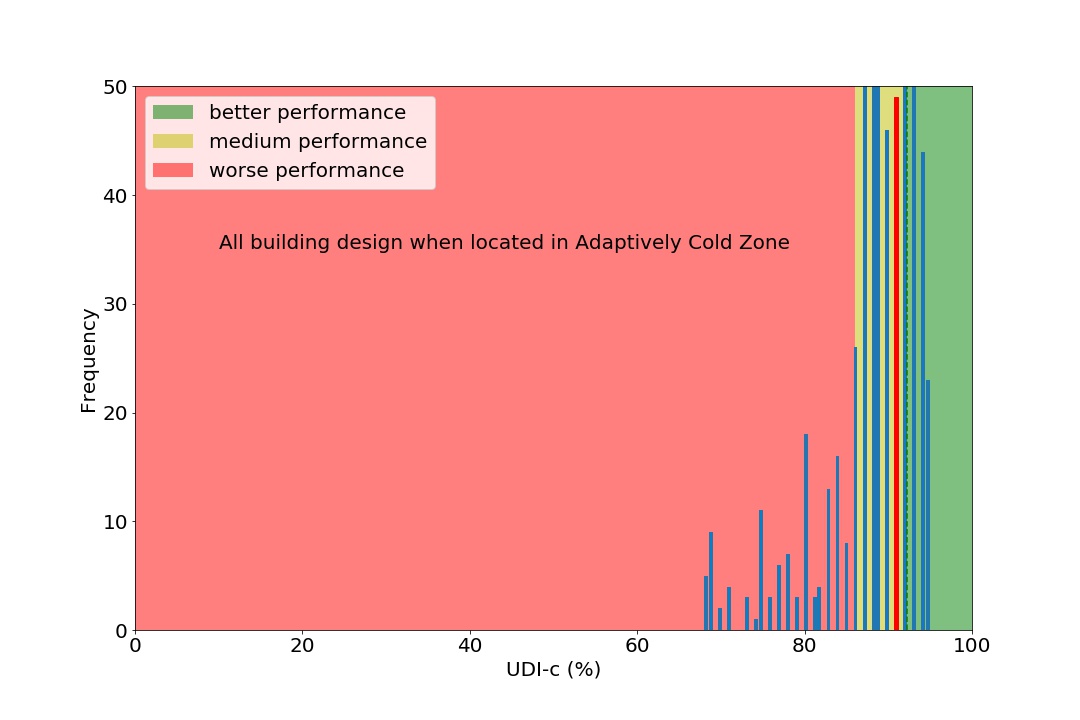 50
better performance
medium performance
worse performance
40
All building design when located in Adaptively Cold Zone
30
Frequency
20
10
0
0 20 40 60 80 100
UDI-c (%)